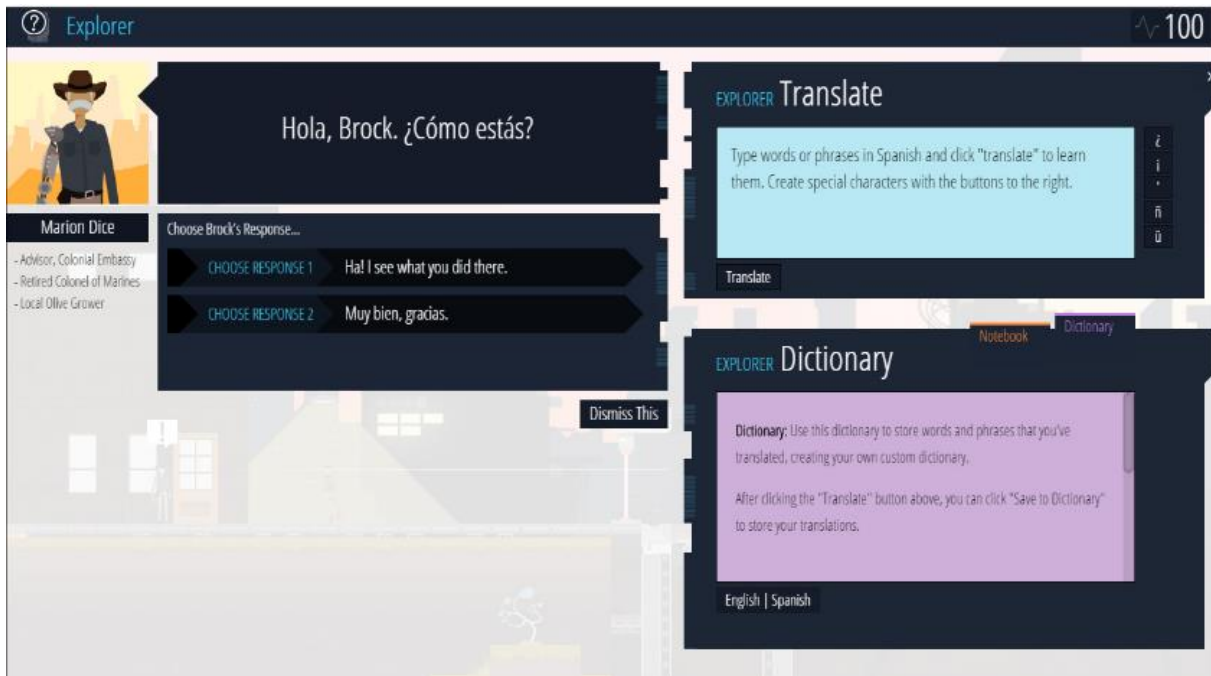 ? Explorer
100
Hola, Brock. ¿Cómo estás?
Marion Dice
- Advisor, Colonial Embassy
- Retired Colonel of Marines
- Local Olive Grower
Choose Brock's Response...
CHOOSE RESPONSE 1 Ha! I see what you did there.
CHOOSE RESPONSE 2 Muy bien, gracias.
Dismiss This
EXPLORER Translate
Type words or phrases in Spanish and click "translate" to learn
them. Create special characters with the buttons to the right.
¿
¡
'
ñ
ü
Translate
Notebook
Dictionary
EXPLORER Dictionary
Dictionary: Use this dictionary to store words and phrases that you've
translated, creating your own custom dictionary.
After clicking the "Translate" button above, you can click "Save to Dictionary"
to store your translations.
English | Spanish